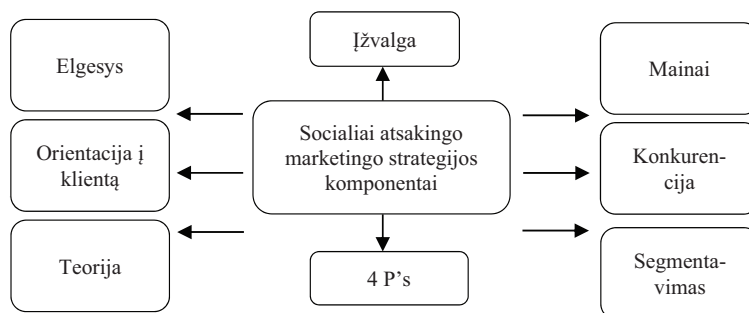 Įžvalga
Elgesys
Mainai
Socialiai atsakingo
marketingo strategijos
komponentai
Orientacija į
klientą
Konkuren-
cija
Teorija
4 P’s
Segmenta-
vimas